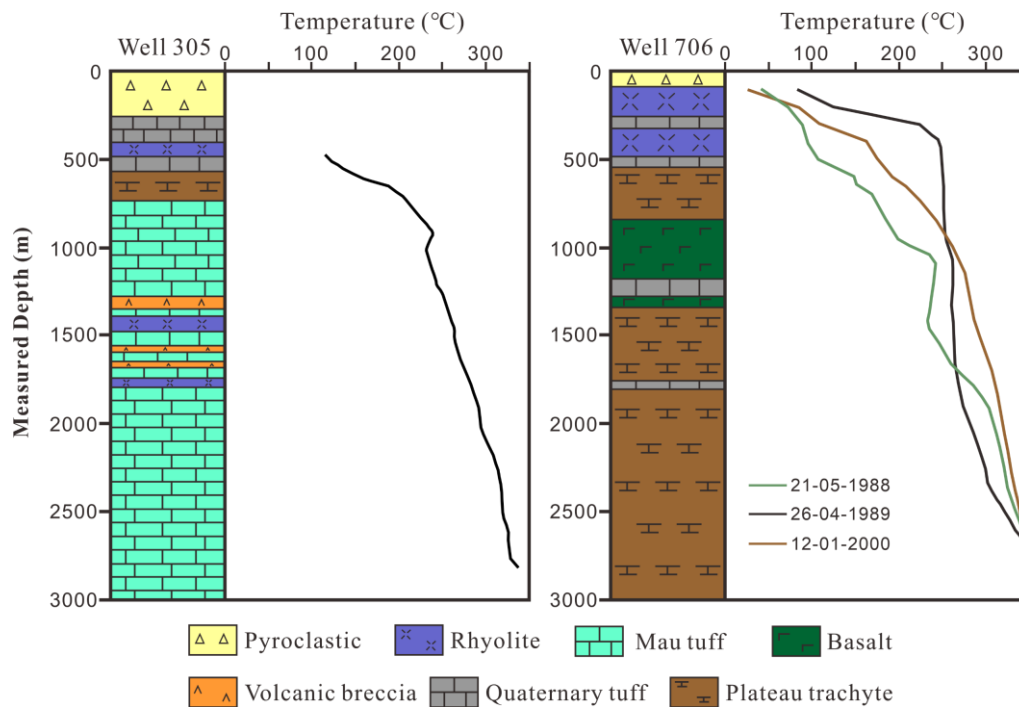 Temperature (℃)
Well 305
0
100
200
300
0
500
1000
1500
2000
2500
3000
Measured Depth (m)
Temperature (℃)
Well 706
0
100
200
300
0
500
1000
1500
2000
2500
3000
21-05-1988
26-04-1989
12-01-2000
Pyroclastic
Rhyolite
Mau tuff
Basalt
Volcanic breccia
Quaternary tuff
Plateau trachyte